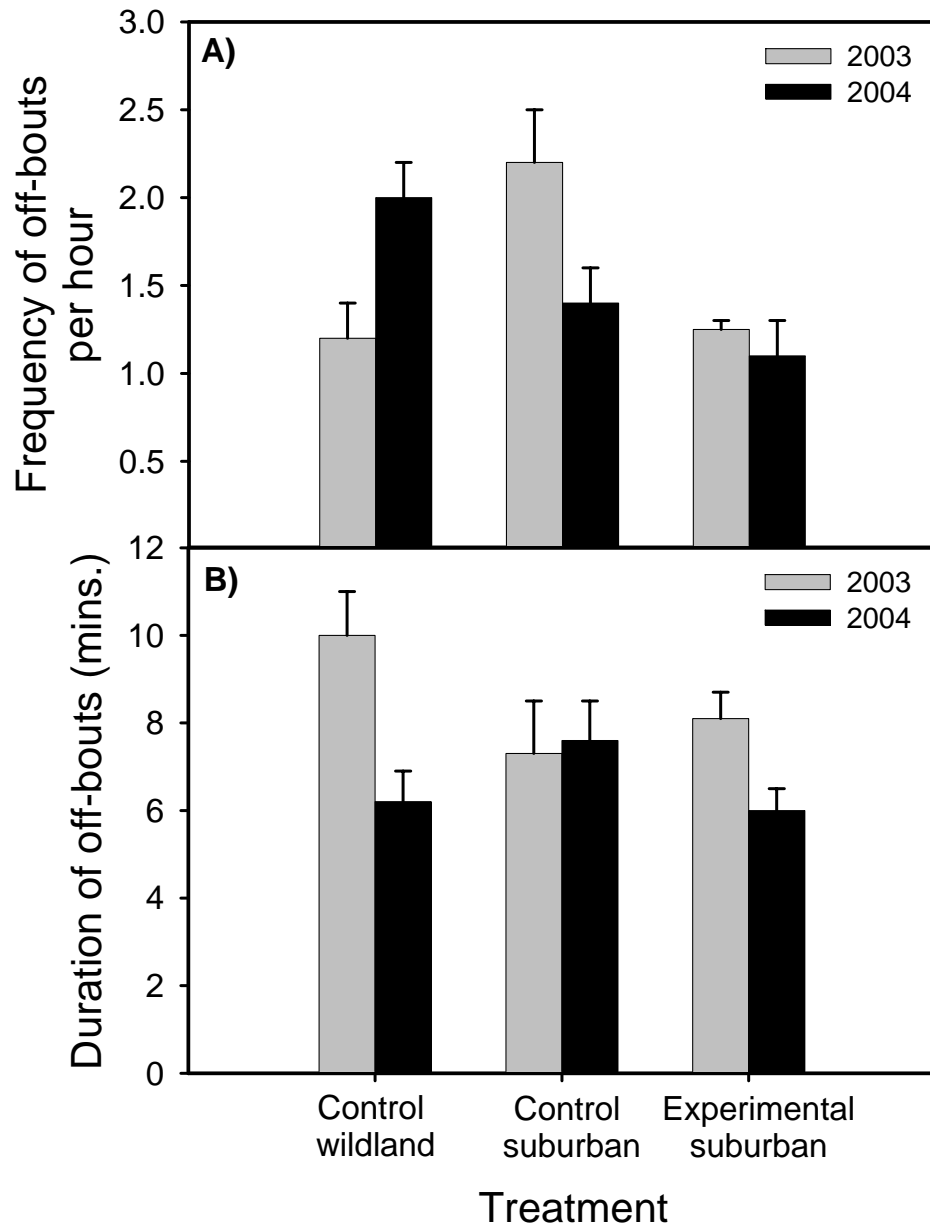 A)
2003
2004
Frequency of off-bouts
per hour
3.0
2.5
2.0
1.5
1.0
0.5
12
B)
2003
2004
Duration of off-bouts (mins.)
10
8
6
4
2
0
Control
wildland
Control
suburban
Experimental
suburban
Treatment